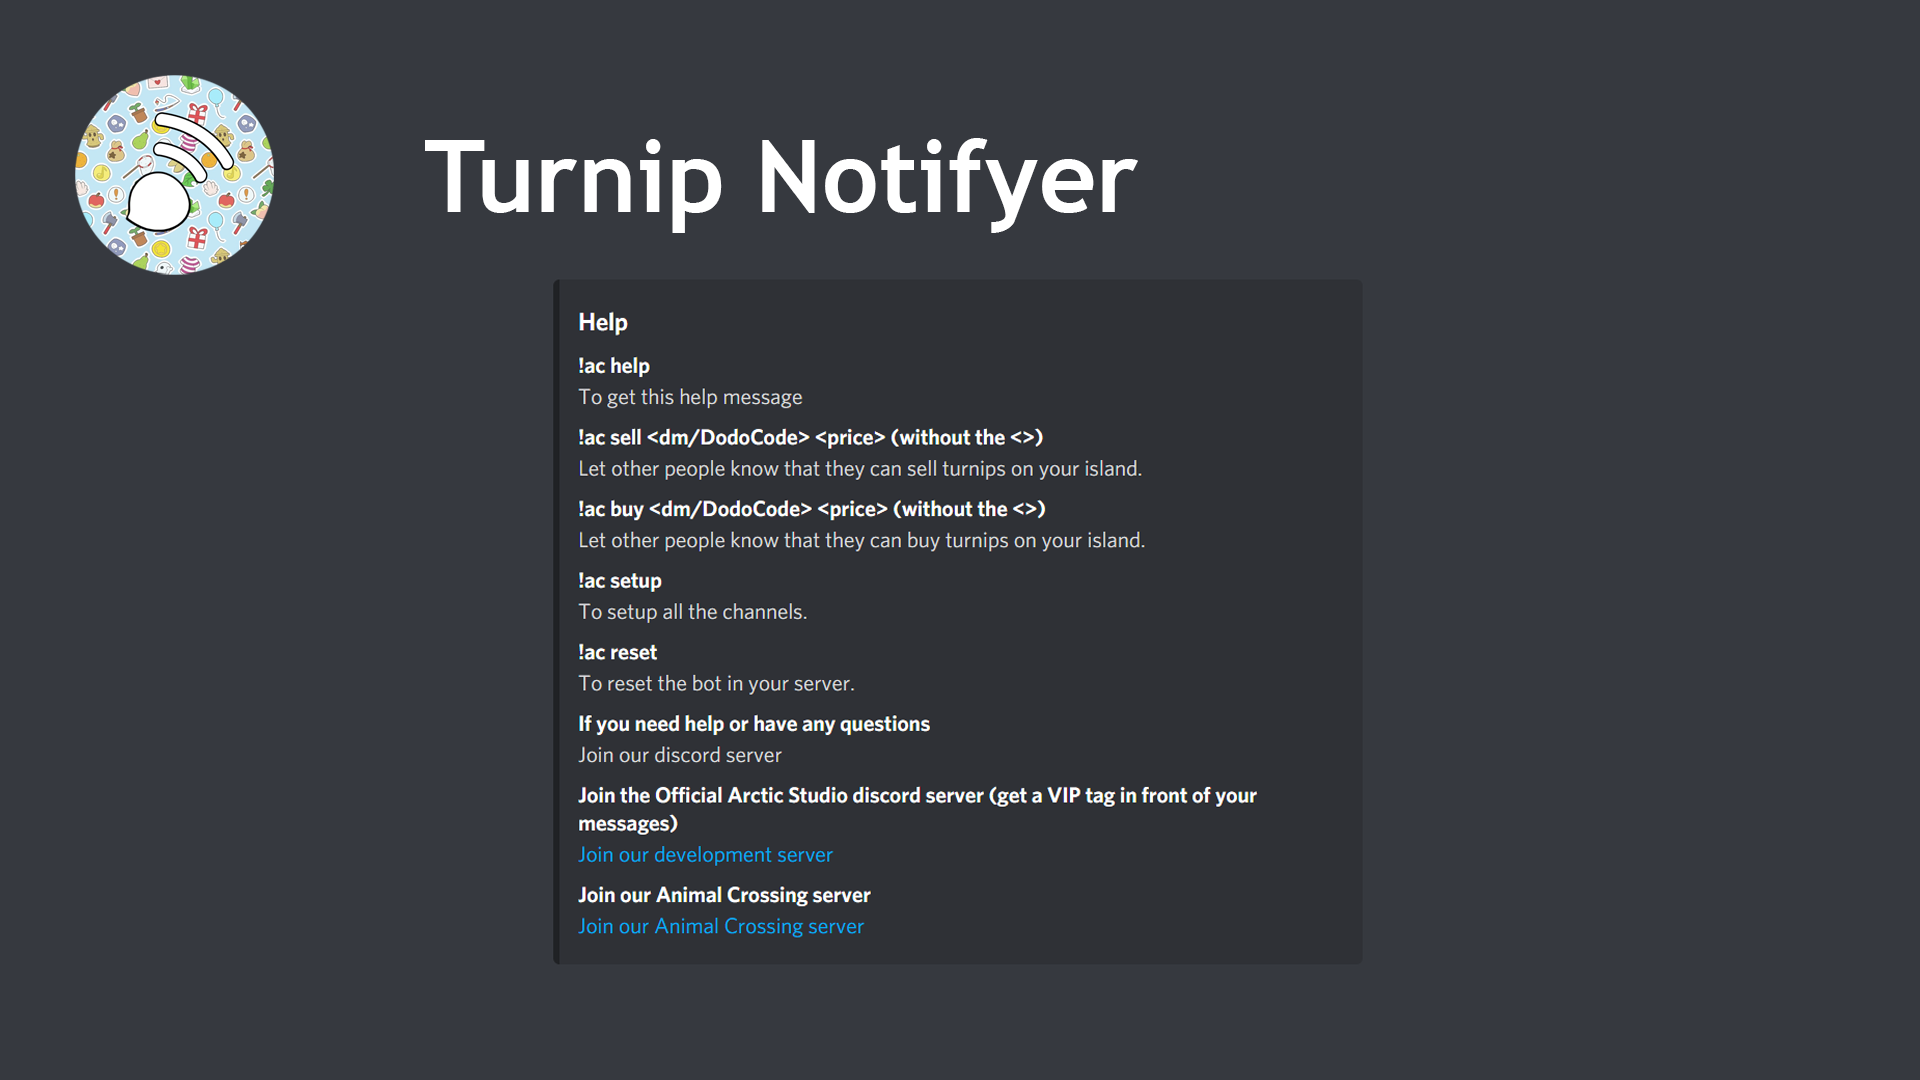 Turnip Notifyer
Help
!ac help
To get this help message
!ac sell <dm/DodoCode> <price> (without the <>)
Let other people know that they can sell turnips on your island.
!ac buy <dm/DodoCode> <price> (without the <>)
Let other people know that they can buy turnips on your island.
!ac setup
To setup all the channels.
!ac reset
To reset the bot in your server.
If you need help or have any questions
Join our discord server
Join the Official Arctic Studio discord server (get a VIP tag in front of your
messages)
Join our development server
Join our Animal Crossing server
Join our Animal Crossing server